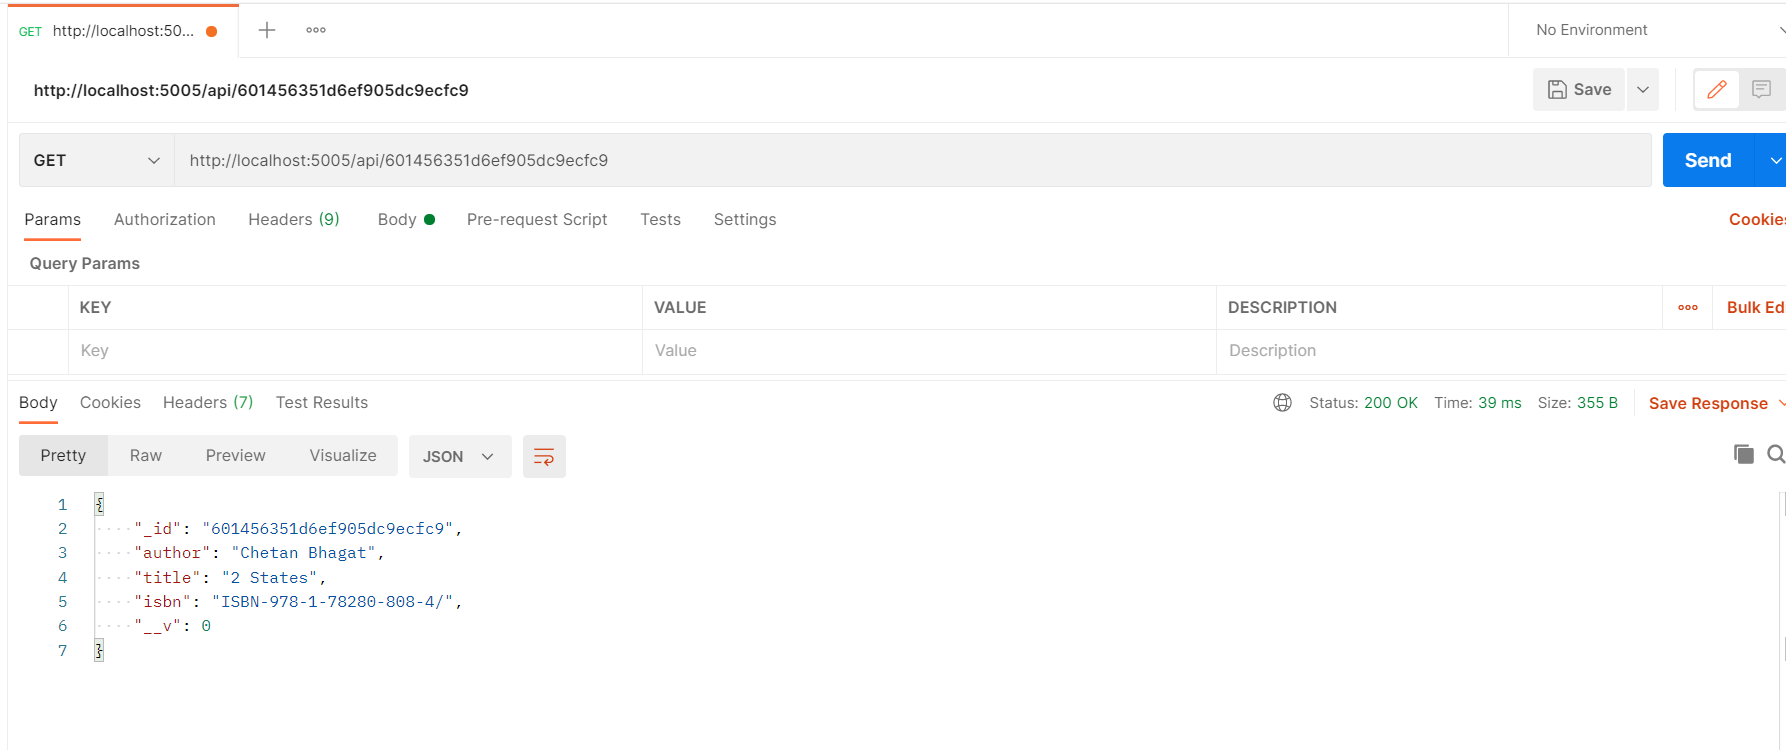 GET http://localhost:50...
No Environment
http://localhost:5005/api/601456351d6ef905dc9ecfc9
Save
GET http://localhost:5005/api/601456351d6ef905dc9ecfc9 Send
Params Authorization Headers (9) Body Pre-request Script Tests Settings Cookies
Query Params
KEY VALUE DESCRIPTION Bulk Ed
Key Value Description
Body Cookies Headers (7) Test Results Status: 200 OK Time: 39 ms Size: 355 B Save Response
Pretty Raw Preview Visualize JSON
1 {
2 "_id": "601456351d6ef905dc9ecfc9",
3 "author": "Chetan Bhagat",
4 "title": "2 States",
5 "isbn": "ISBN-978-1-78280-808-4/",
6 "__v": 0
7 }